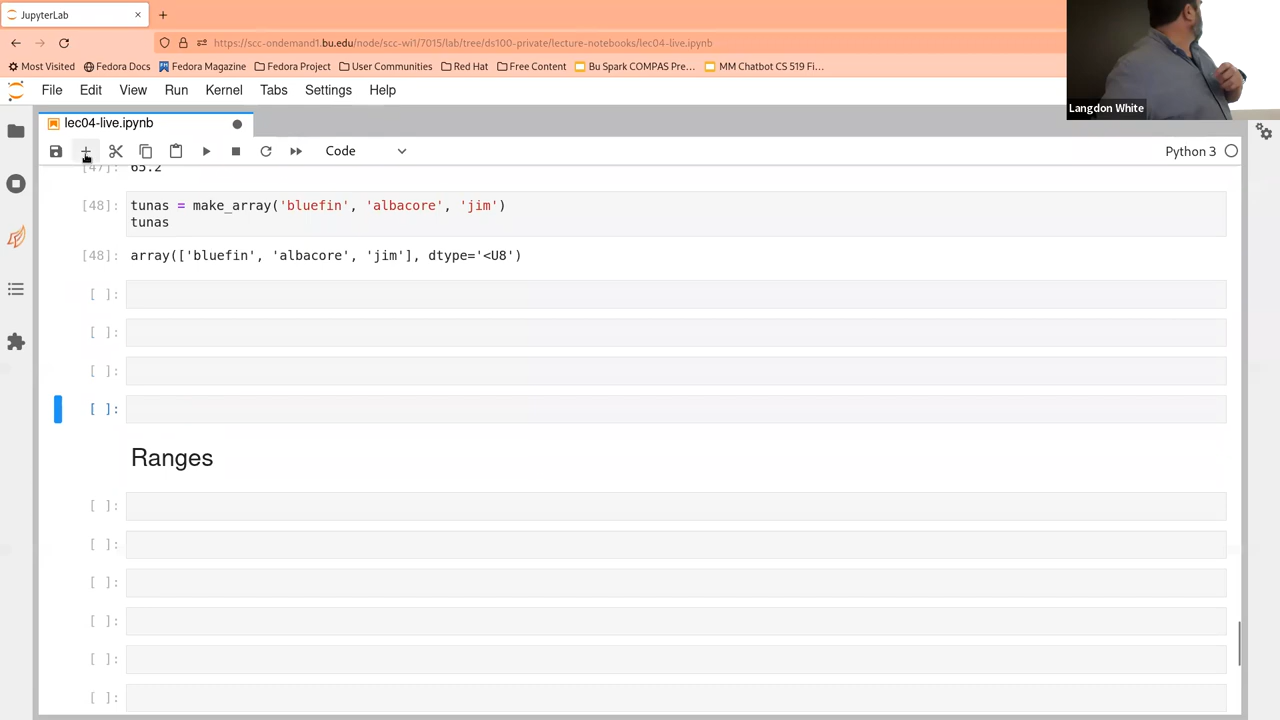 JupyterLab
https://scc-ondemand1.bu.edu/node/scc-wi1/7015/lab/tree/ds100-private/lecture-notebooks/lec04-live.ipynb
Most Visited Fedora Docs Fedora Magazine Fedora Project User Communities Red Hat Free Content Bu Spark COMPAS Pre… MM Chatbot CS 519 Fi…
Langdon White
File Edit View Run Kernel Tabs Settings Help
lec04-live.ipynb
Code Python 3
[47]: 65.2
[48]: tunas = make_array('bluefin', 'albacore', 'jim')
tunas
[48]: array(['bluefin', 'albacore', 'jim'], dtype='<U8')
[ ]:
[ ]:
[ ]:
[ ]:
Ranges
[ ]:
[ ]:
[ ]:
[ ]:
[ ]:
[ ]: